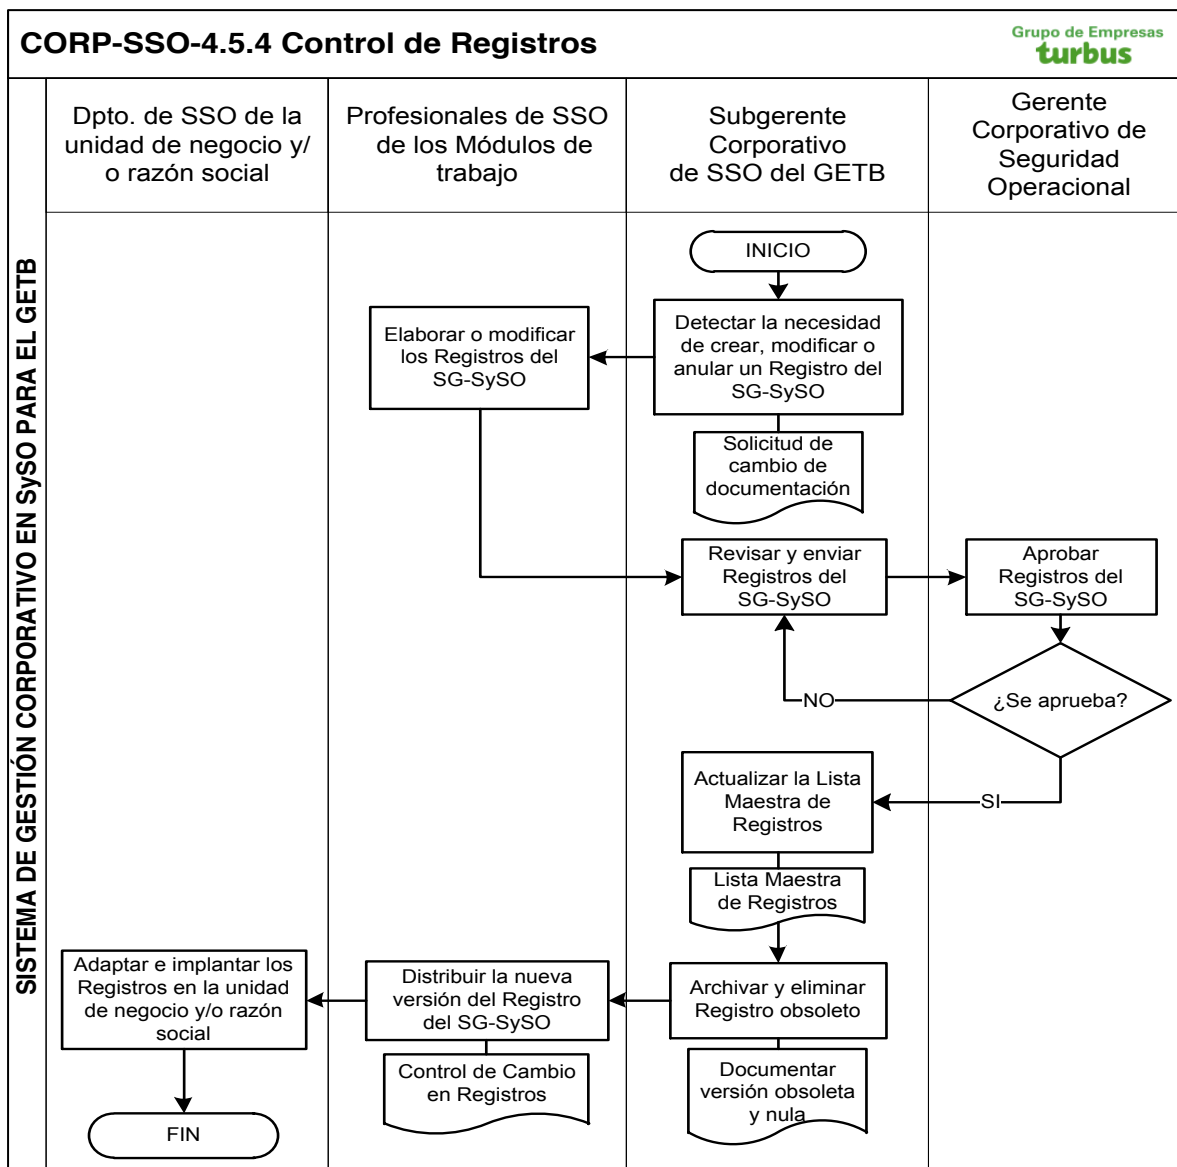 CORP-SSO-4.5.4 Control de Registros
Grupo de Empresas
turbus
SISTEMA DE GESTIÓN CORPORATIVO EN SySO PARA EL GETB
Dpto. de SSO de la
unidad de negocio y/
o razón social
Profesionales de SSO
de los Módulos de
trabajo
Subgerente
Corporativo
de SSO del GETB
Gerente
Corporativo de
Seguridad
Operacional
INICIO
Detectar la necesidad
de crear, modificar o
anular un Registro del
SG-SySO
Elaborar o modificar
los Registros del
SG-SySO
Solicitud de
cambio de
documentación
Revisar y enviar
Registros del
SG-SySO
Aprobar
Registros del
SG-SySO
¿Se aprueba?
NO
SI
Actualizar la Lista
Maestra de
Registros
Lista Maestra
de Registros
Archivar y eliminar
Registro obsoleto
Documentar
versión obsoleta
y nula
Distribuir la nueva
versión del Registro
del SG-SySO
Control de Cambio
en Registros
Adaptar e implantar los
Registros en la unidad
de negocio y/o razón
social
FIN